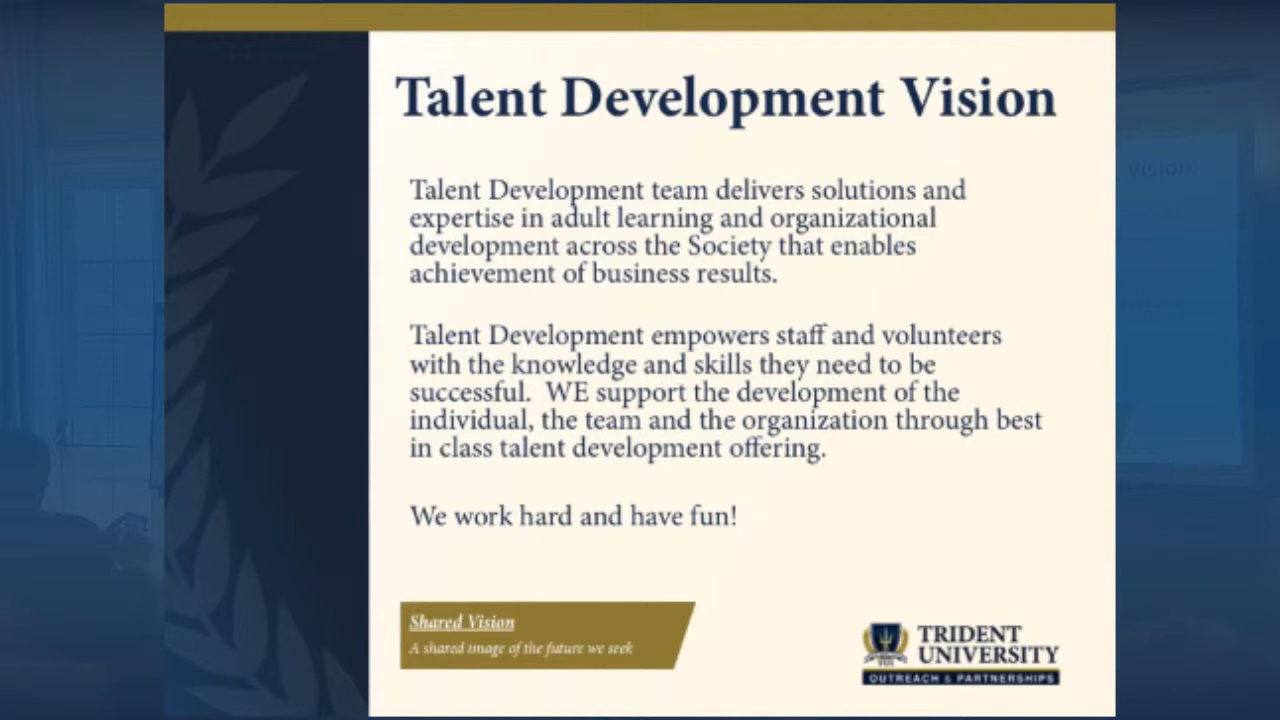 Talent Development Vision
Talent Development team delivers solutions and
expertise in adult learning and organizational
development across the Society that enables
achievement of business results.
Talent Development empowers staff and volunteers
with the knowledge and skills they need to be
successful.  WE support the development of the
individual, the team and the organization through best
in class talent development offering.
We work hard and have fun!
Shared Vision
A shared image of the future we seek
TRIDENT
UNIVERSITY
OUTREACH & PARTNERSHIPS
Vision